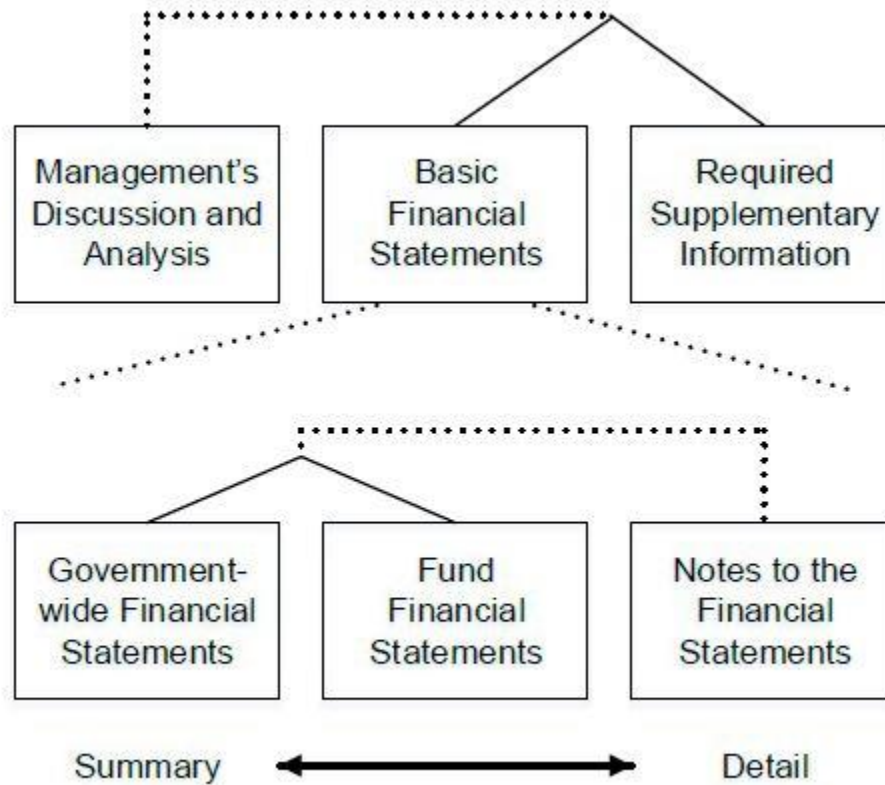 Management's
Discussion and
Analysis
Basic
Financial
Statements
Required
Supplementary
Information
Government-
wide Financial
Statements
Fund
Financial
Statements
Notes to the
Financial
Statements
Summary
Detail